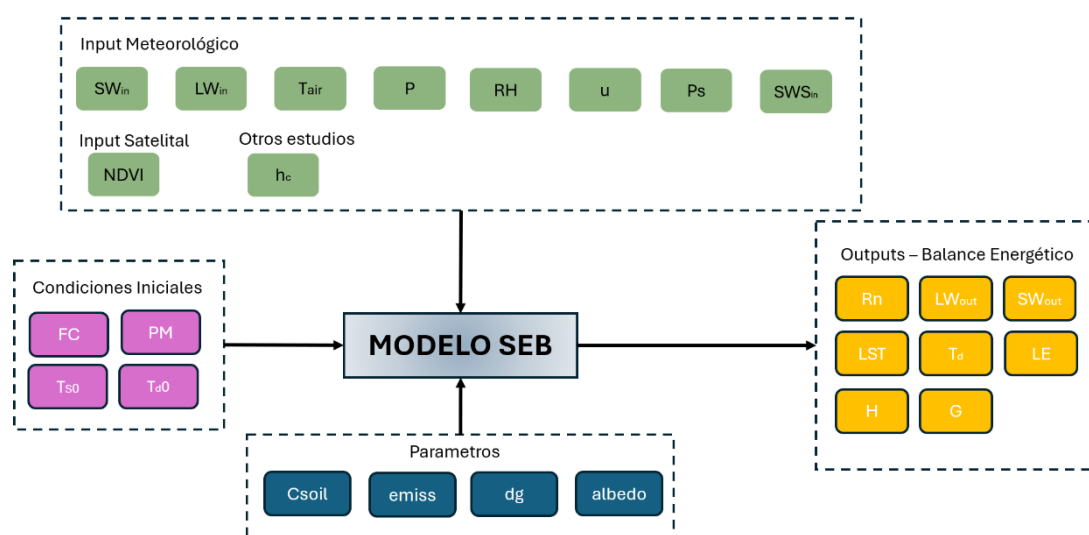 Input Meteorológico
SWin LWin Tair P RH u Ps SWSin
Input Satelital Otros estudios
NDVI hc
Condiciones Iniciales
FC PM
TS0 Td0
MODELO SEB
Outputs – Balance Energético
Rn LWout SWout
LST Td LE
H G
Parametros
Csoil emiss dg albedo